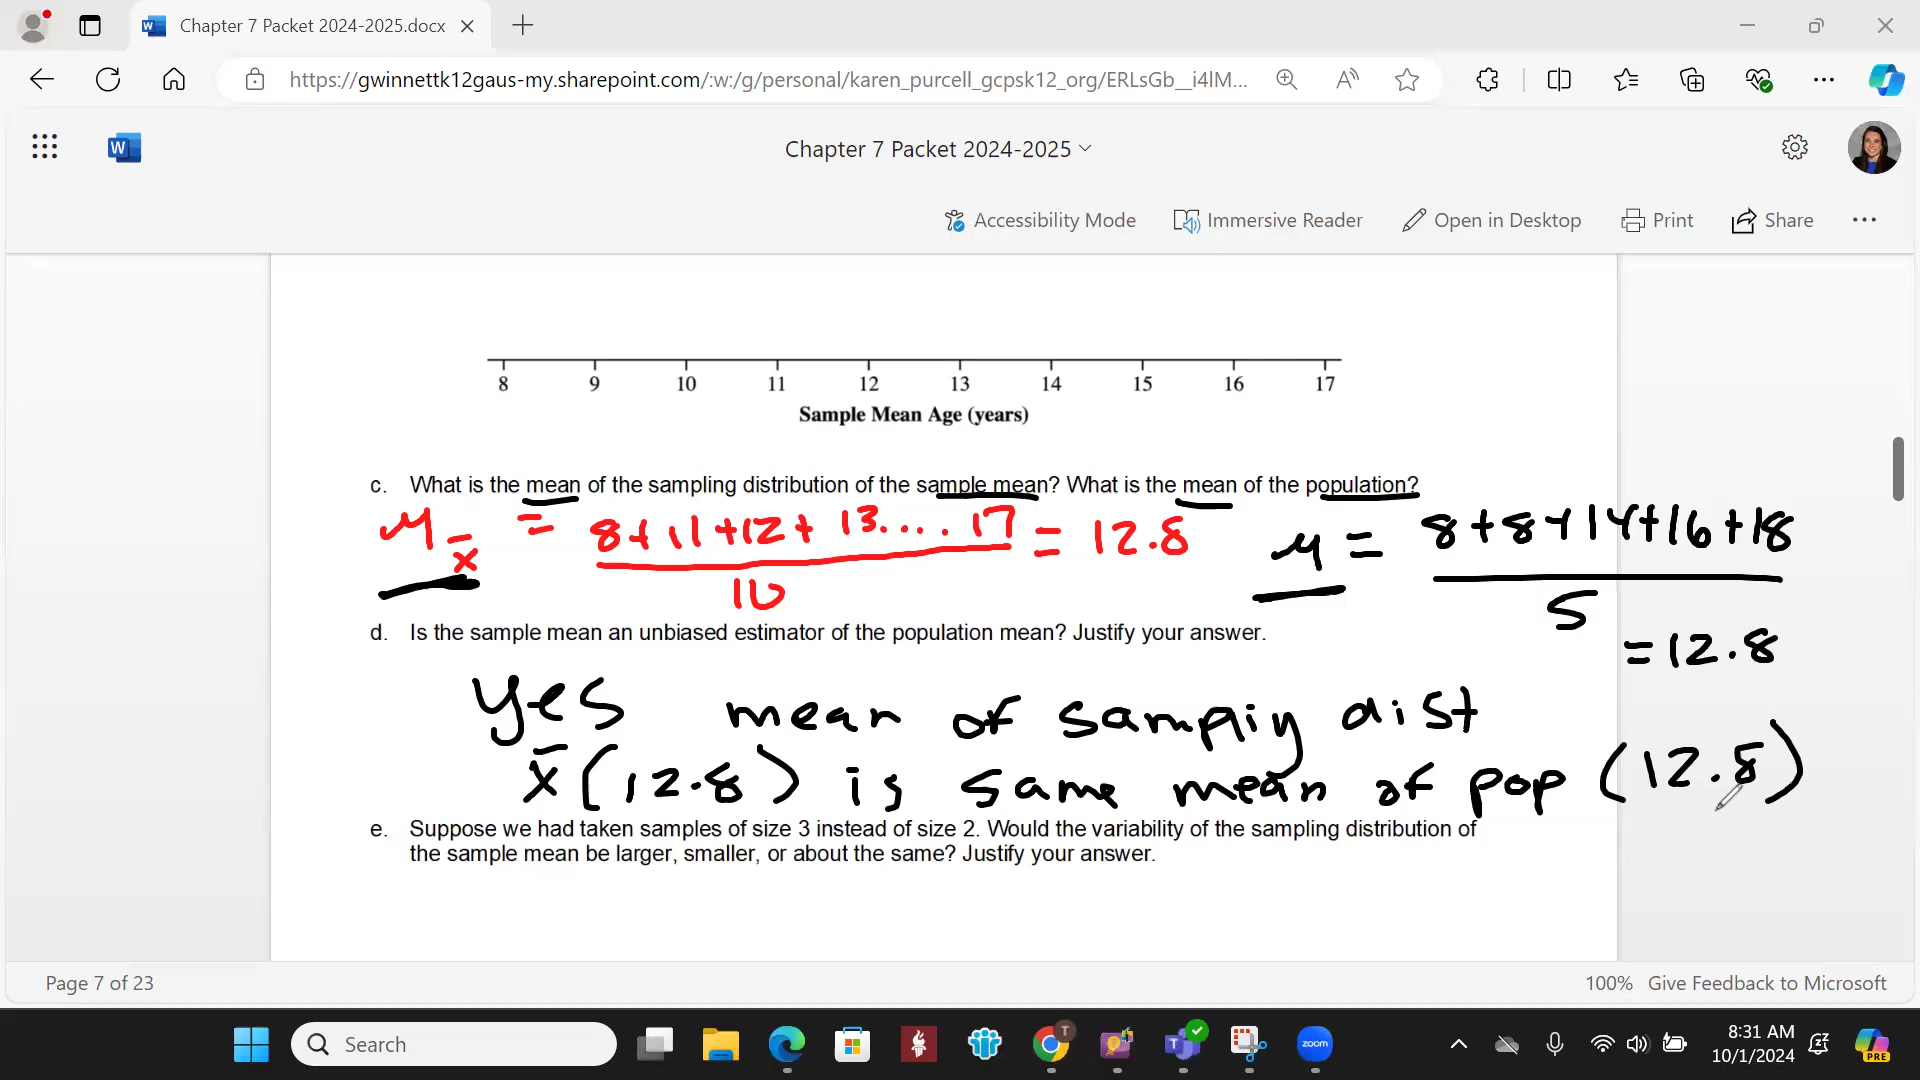 Chapter 7 Packet 2024-2025.docx
https://gwinnettk12gaus-my.sharepoint.com/:w:/g/personal/karen_purcell_gcpsk12_org/ERLsGb__i4lM...
W
Chapter 7 Packet 2024-2025
Accessibility Mode Immersive Reader Open in Desktop Print Share
8 9 10 11 12 13 14 15 16 17
Sample Mean Age (years)
c. What is the mean of the sampling distribution of the sample mean? What is the mean of the population?
μx̄ = 8+11+12+13....17 / 10 = 12.8
μ = 8+8+14+16+18 / 5
= 12.8
d. Is the sample mean an unbiased estimator of the population mean? Justify your answer.
Yes mean of sampliy dist
x̄ (12.8) is same mean of pop (12.8)
e. Suppose we had taken samples of size 3 instead of size 2. Would the variability of the sampling distribution of
the sample mean be larger, smaller, or about the same? Justify your answer.
Page 7 of 23
100% Give Feedback to Microsoft
Search
T
zoom
8:31 AM
10/1/2024
PRE